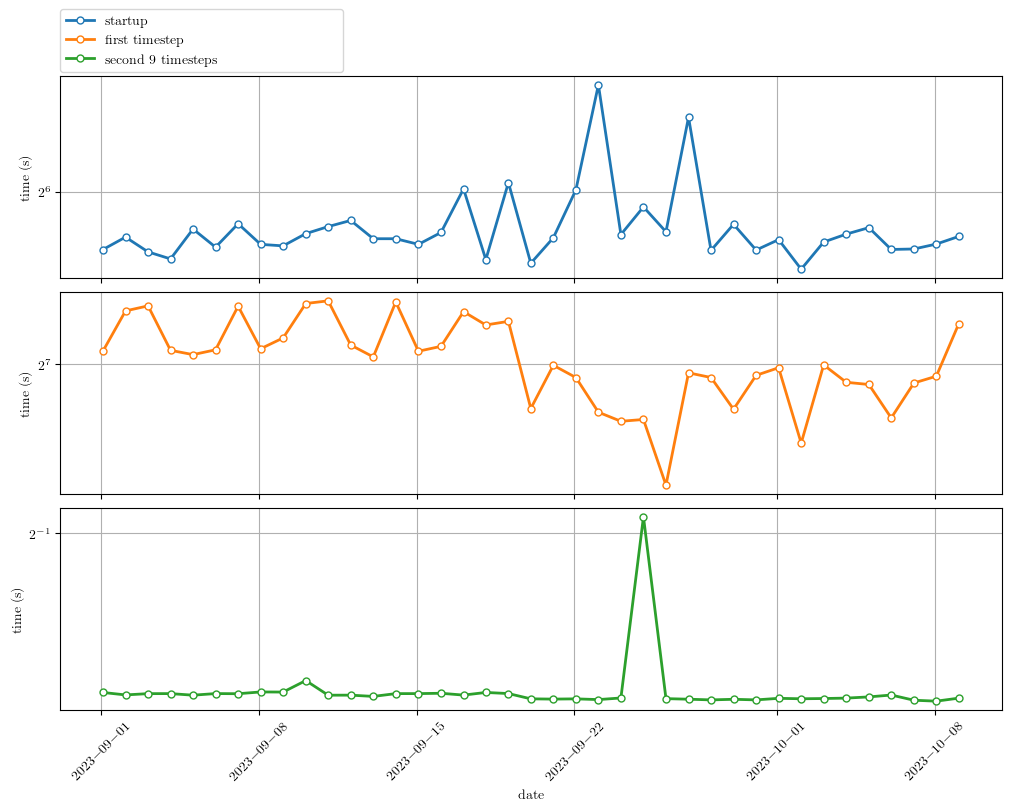 startup
first timestep
second 9 timesteps
time (s)
2^6
time (s)
2^7
time (s)
2^−1
2023−09−01
2023−09−08
2023−09−15
2023−09−22
2023−10−01
2023−10−08
date